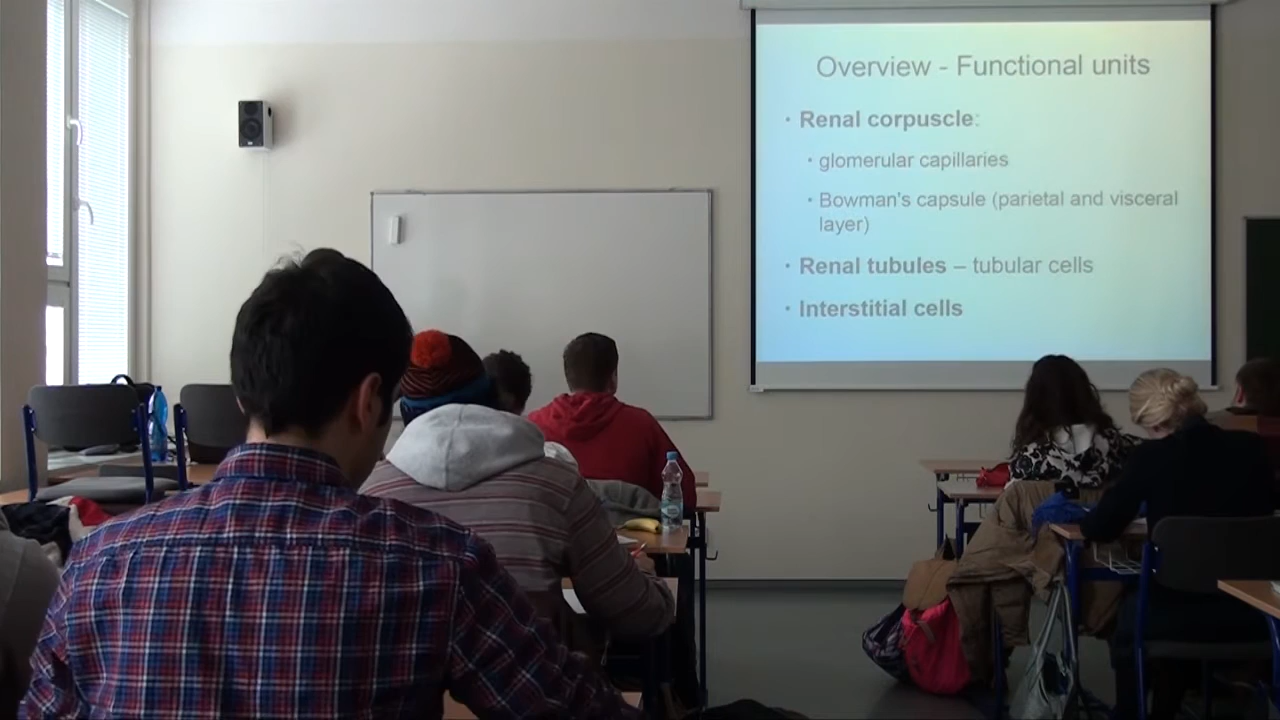 Overview - Functional units
• Renal corpuscle:
• glomerular capillaries
• Bowman's capsule (parietal and visceral
layer)
• Renal tubules – tubular cells
• Interstitial cells